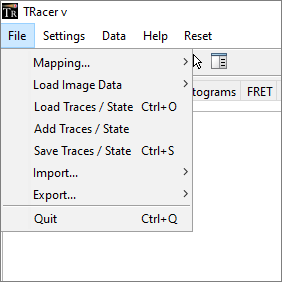 TR TRacer v
File Settings Data Help Reset
Mapping...
Load Image Data
tograms FRET
Load Traces / State Ctrl+O
Add Traces / State
Save Traces / State Ctrl+S
Import...
Export...
Quit Ctrl+Q